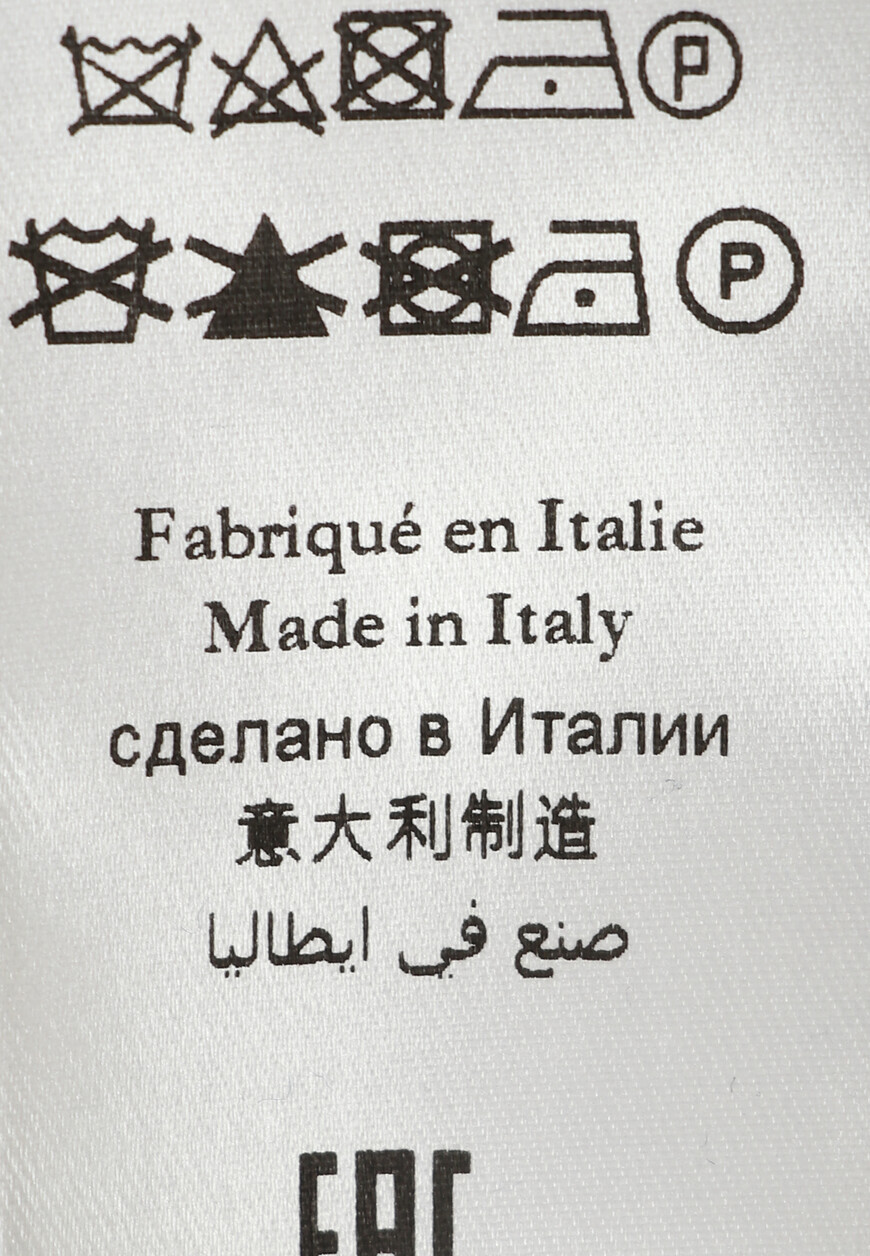 P
P
Fabriqué en Italie
Made in Italy
сделано в Италии
意大利制造
صنع في ايطاليا
EAC